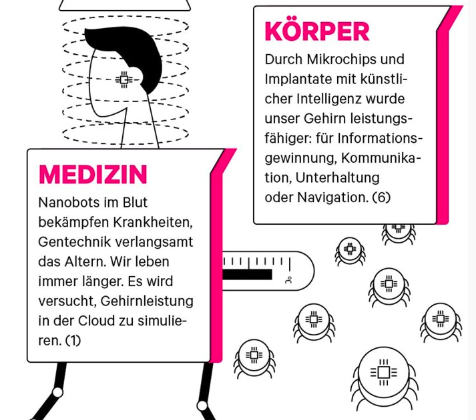 KÖRPER
Durch Mikrochips und
Implantate mit künstli-
cher Intelligenz wurde
unser Gehirn leistungs-
fähiger: für Informations-
gewinnung, Kommunika-
tion, Unterhaltung
oder Navigation. (6)
MEDIZIN
Nanobots im Blut
bekämpfen Krankheiten,
Gentechnik verlangsamt
das Altern. Wir leben
immer länger. Es wird
versucht, Gehirnleistung
in der Cloud zu simulie-
ren. (1)